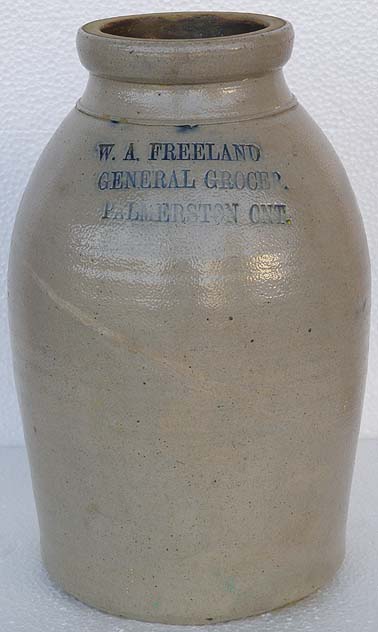 W. A. FREELAND
GENERAL GROCER.
PALMERSTON ONT.